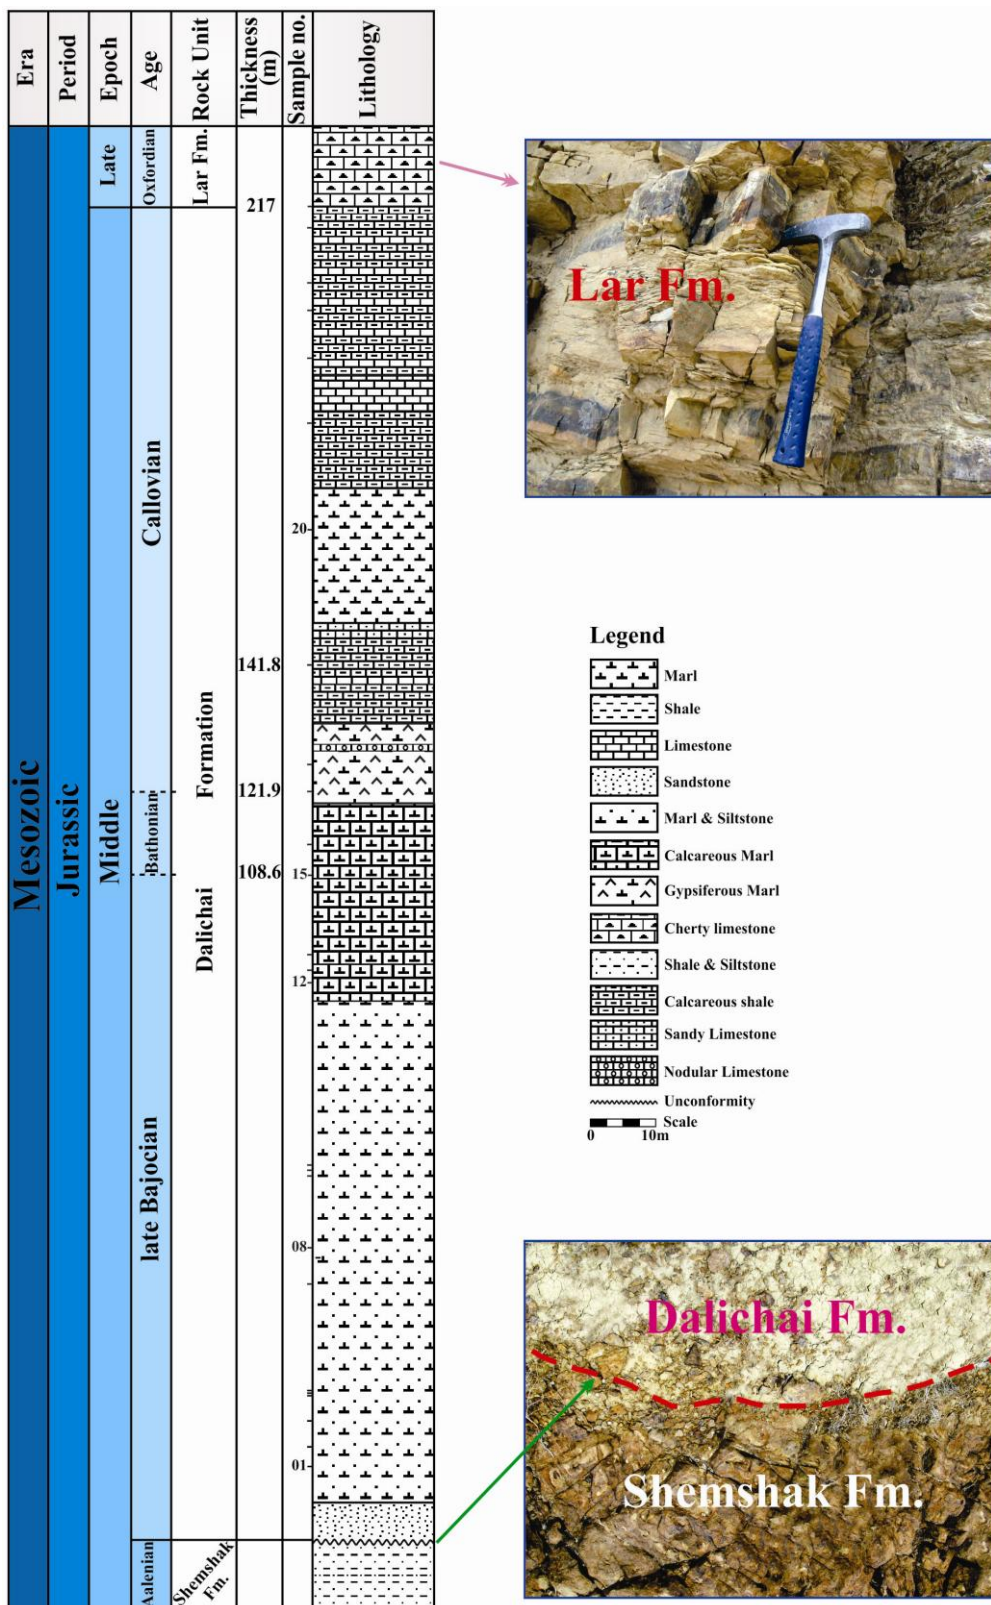 Era
Period
Epoch
Age
Rock Unit
Thickness
(m)
Sample no.
Lithology
Mesozoic
Jurassic
Late
Middle
Oxfordian
Callovian
Bathonian
late Bajocian
Aalenian
Lar Fm.
Dalichai Formation
Shemshak
Fm.
217
141.8
121.9
108.6
20
15
12
08
01
Lar Fm.
Legend
Marl
Shale
Limestone
Sandstone
Marl & Siltstone
Calcareous Marl
Gypsiferous Marl
Cherty limestone
Shale & Siltstone
Calcareous shale
Sandy Limestone
Nodular Limestone
Unconformity
Scale
0 10m
Dalichai Fm.
Shemshak Fm.